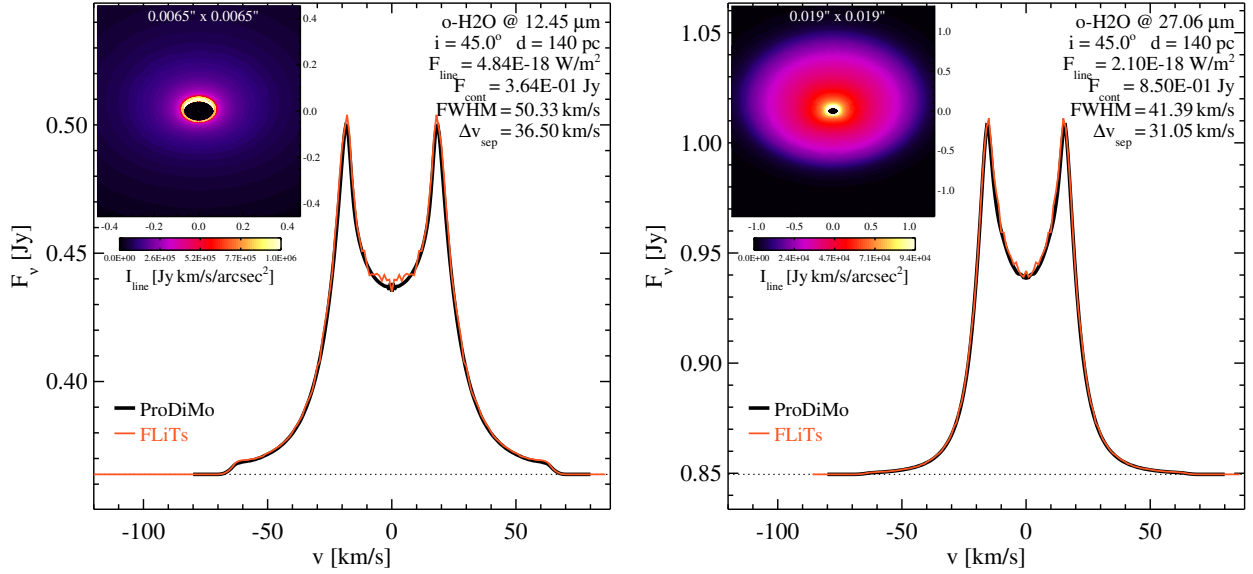 0.0065" x 0.0065"
0.4
0.2
0.0
-0.2
-0.4
-0.4 -0.2 0.0 0.2 0.4
0.0E+00 2.6E+05 5.2E+05 7.7E+05 1.0E+06
I_line [Jy km/s/arcsec²]
o-H2O @ 12.45 μm
i = 45.0° d = 140 pc
F_line = 4.84E-18 W/m²
F_cont = 3.64E-01 Jy
FWHM = 50.33 km/s
Δv_sep = 36.50 km/s
0.50
0.45
0.40
F_ν [Jy]
ProDiMo
FLiTs
-100 -50 0 50
v [km/s]
0.019" x 0.019"
1.0
0.5
0.0
-0.5
-1.0
-1.0 -0.5 0.0 0.5 1.0
0.0E+00 2.4E+04 4.7E+04 7.1E+04 9.4E+04
I_line [Jy km/s/arcsec²]
o-H2O @ 27.06 μm
i = 45.0° d = 140 pc
F_line = 2.10E-18 W/m²
F_cont = 8.50E-01 Jy
FWHM = 41.39 km/s
Δv_sep = 31.05 km/s
1.05
1.00
0.95
0.90
0.85
F_ν [Jy]
ProDiMo
FLiTs
-100 -50 0 50
v [km/s]